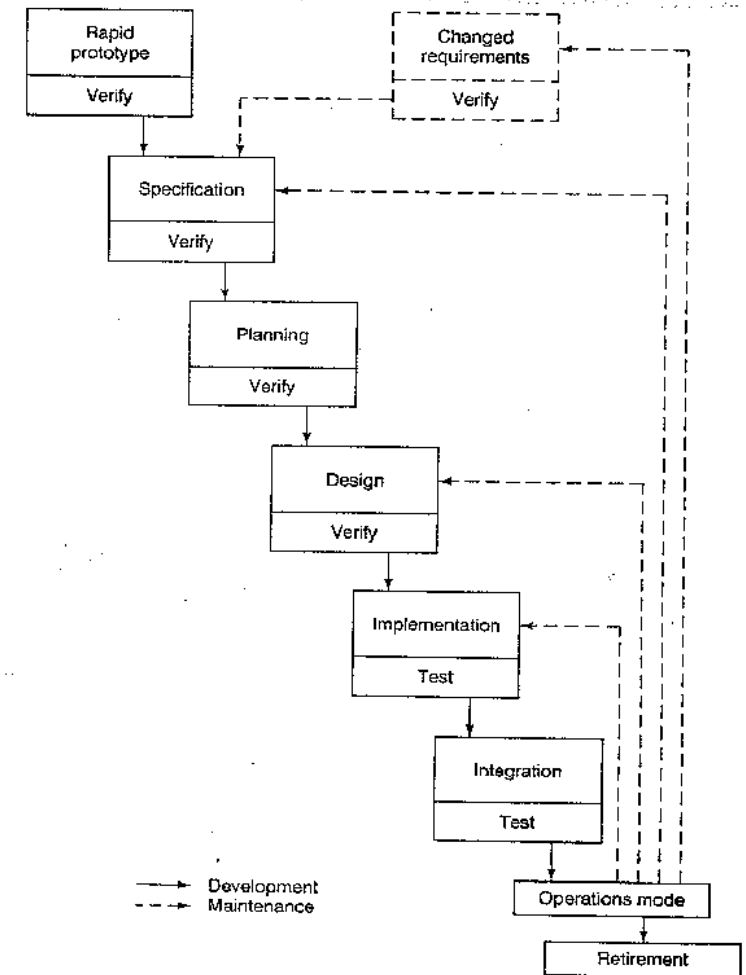 Rapid
prototype
Verify
Changed
requirements
Verify
Specification
Verify
Planning
Verify
Design
Verify
Implementation
Test
Integration
Test
Development
Maintenance
Operations mode
Retirement